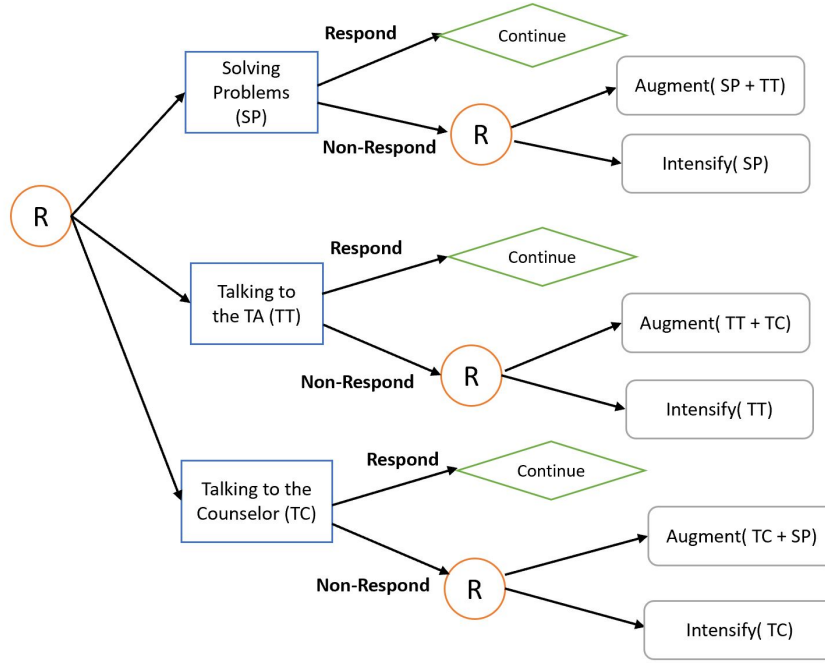 Respond
Continue
Solving
Problems
(SP)
Non-Respond
R
Augment( SP + TT)
Intensify( SP)
R
Respond
Continue
Talking to
the TA (TT)
Non-Respond
R
Augment( TT + TC)
Intensify( TT)
Respond
Continue
Talking to the
Counselor (TC)
Non-Respond
R
Augment( TC + SP)
Intensify( TC)